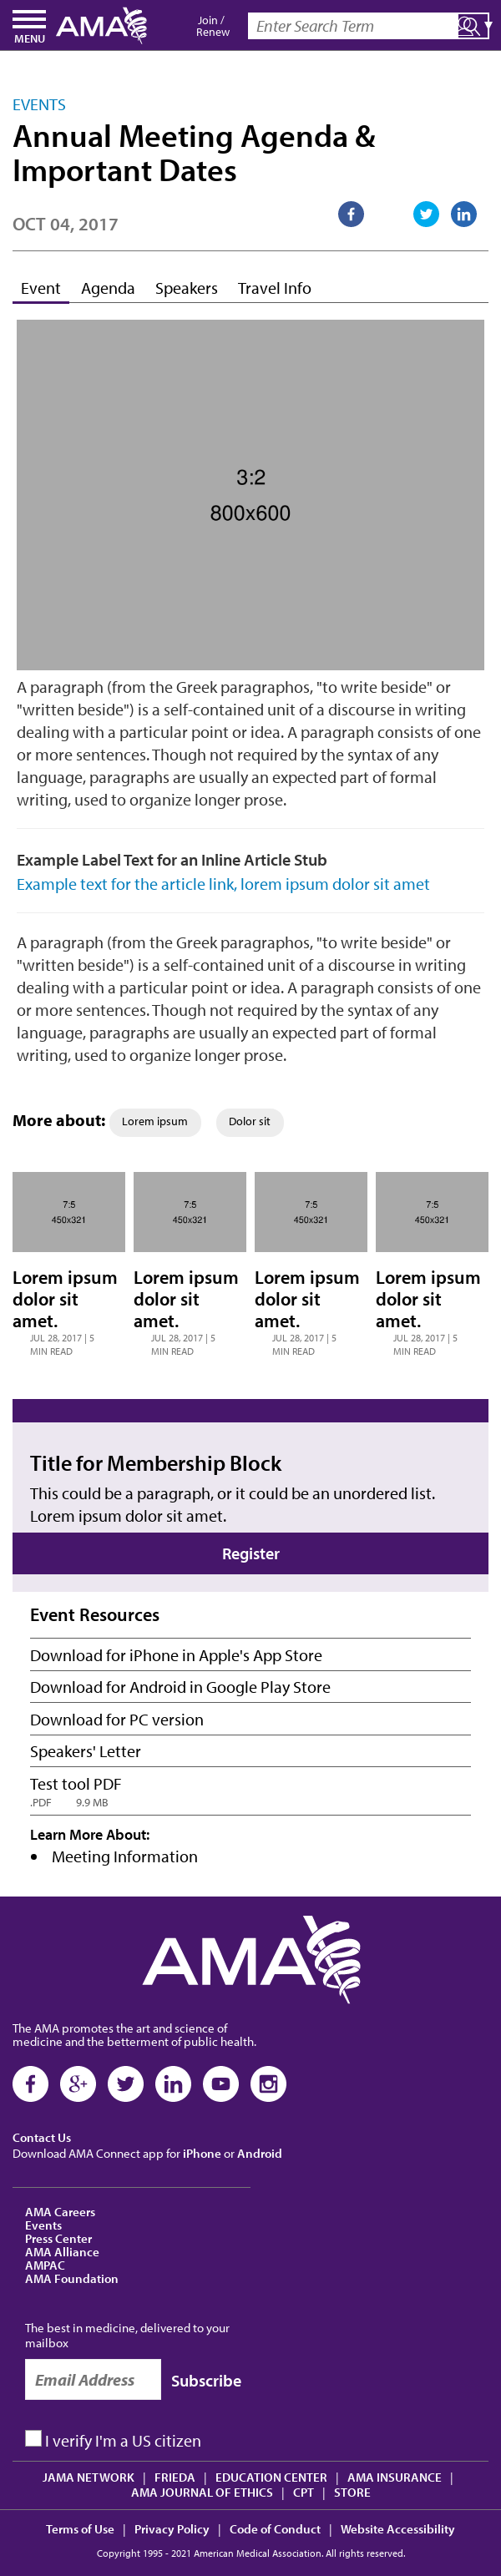 MENU
AMA
Join /
Renew
Enter Search Term
EVENTS
Annual Meeting Agenda &
Important Dates
OCT 04, 2017
Event Agenda Speakers Travel Info
3:2
800x600
A paragraph (from the Greek paragraphos, "to write beside" or
"written beside") is a self-contained unit of a discourse in writing
dealing with a particular point or idea. A paragraph consists of one
or more sentences. Though not required by the syntax of any
language, paragraphs are usually an expected part of formal
writing, used to organize longer prose.
Example Label Text for an Inline Article Stub
Example text for the article link, lorem ipsum dolor sit amet
A paragraph (from the Greek paragraphos, "to write beside" or
"written beside") is a self-contained unit of a discourse in writing
dealing with a particular point or idea. A paragraph consists of one
or more sentences. Though not required by the syntax of any
language, paragraphs are usually an expected part of formal
writing, used to organize longer prose.
More about: Lorem ipsum Dolor sit
7:5
450x321
Lorem ipsum
dolor sit
amet.
JUL 28, 2017 | 5
MIN READ
7:5
450x321
Lorem ipsum
dolor sit
amet.
JUL 28, 2017 | 5
MIN READ
7:5
450x321
Lorem ipsum
dolor sit
amet.
JUL 28, 2017 | 5
MIN READ
7:5
450x321
Lorem ipsum
dolor sit
amet.
JUL 28, 2017 | 5
MIN READ
Title for Membership Block
This could be a paragraph, or it could be an unordered list.
Lorem ipsum dolor sit amet.
Register
Event Resources
Download for iPhone in Apple's App Store
Download for Android in Google Play Store
Download for PC version
Speakers' Letter
Test tool PDF
.PDF 9.9 MB
Learn More About:
• Meeting Information
AMA
The AMA promotes the art and science of
medicine and the betterment of public health.
Contact Us
Download AMA Connect app for iPhone or Android
AMA Careers
Events
Press Center
AMA Alliance
AMPAC
AMA Foundation
The best in medicine, delivered to your
mailbox
Email Address Subscribe
I verify I'm a US citizen
JAMA NETWORK | FRIEDA | EDUCATION CENTER | AMA INSURANCE |
AMA JOURNAL OF ETHICS | CPT | STORE
Terms of Use | Privacy Policy | Code of Conduct | Website Accessibility
Copyright 1995 - 2021 American Medical Association. All rights reserved.